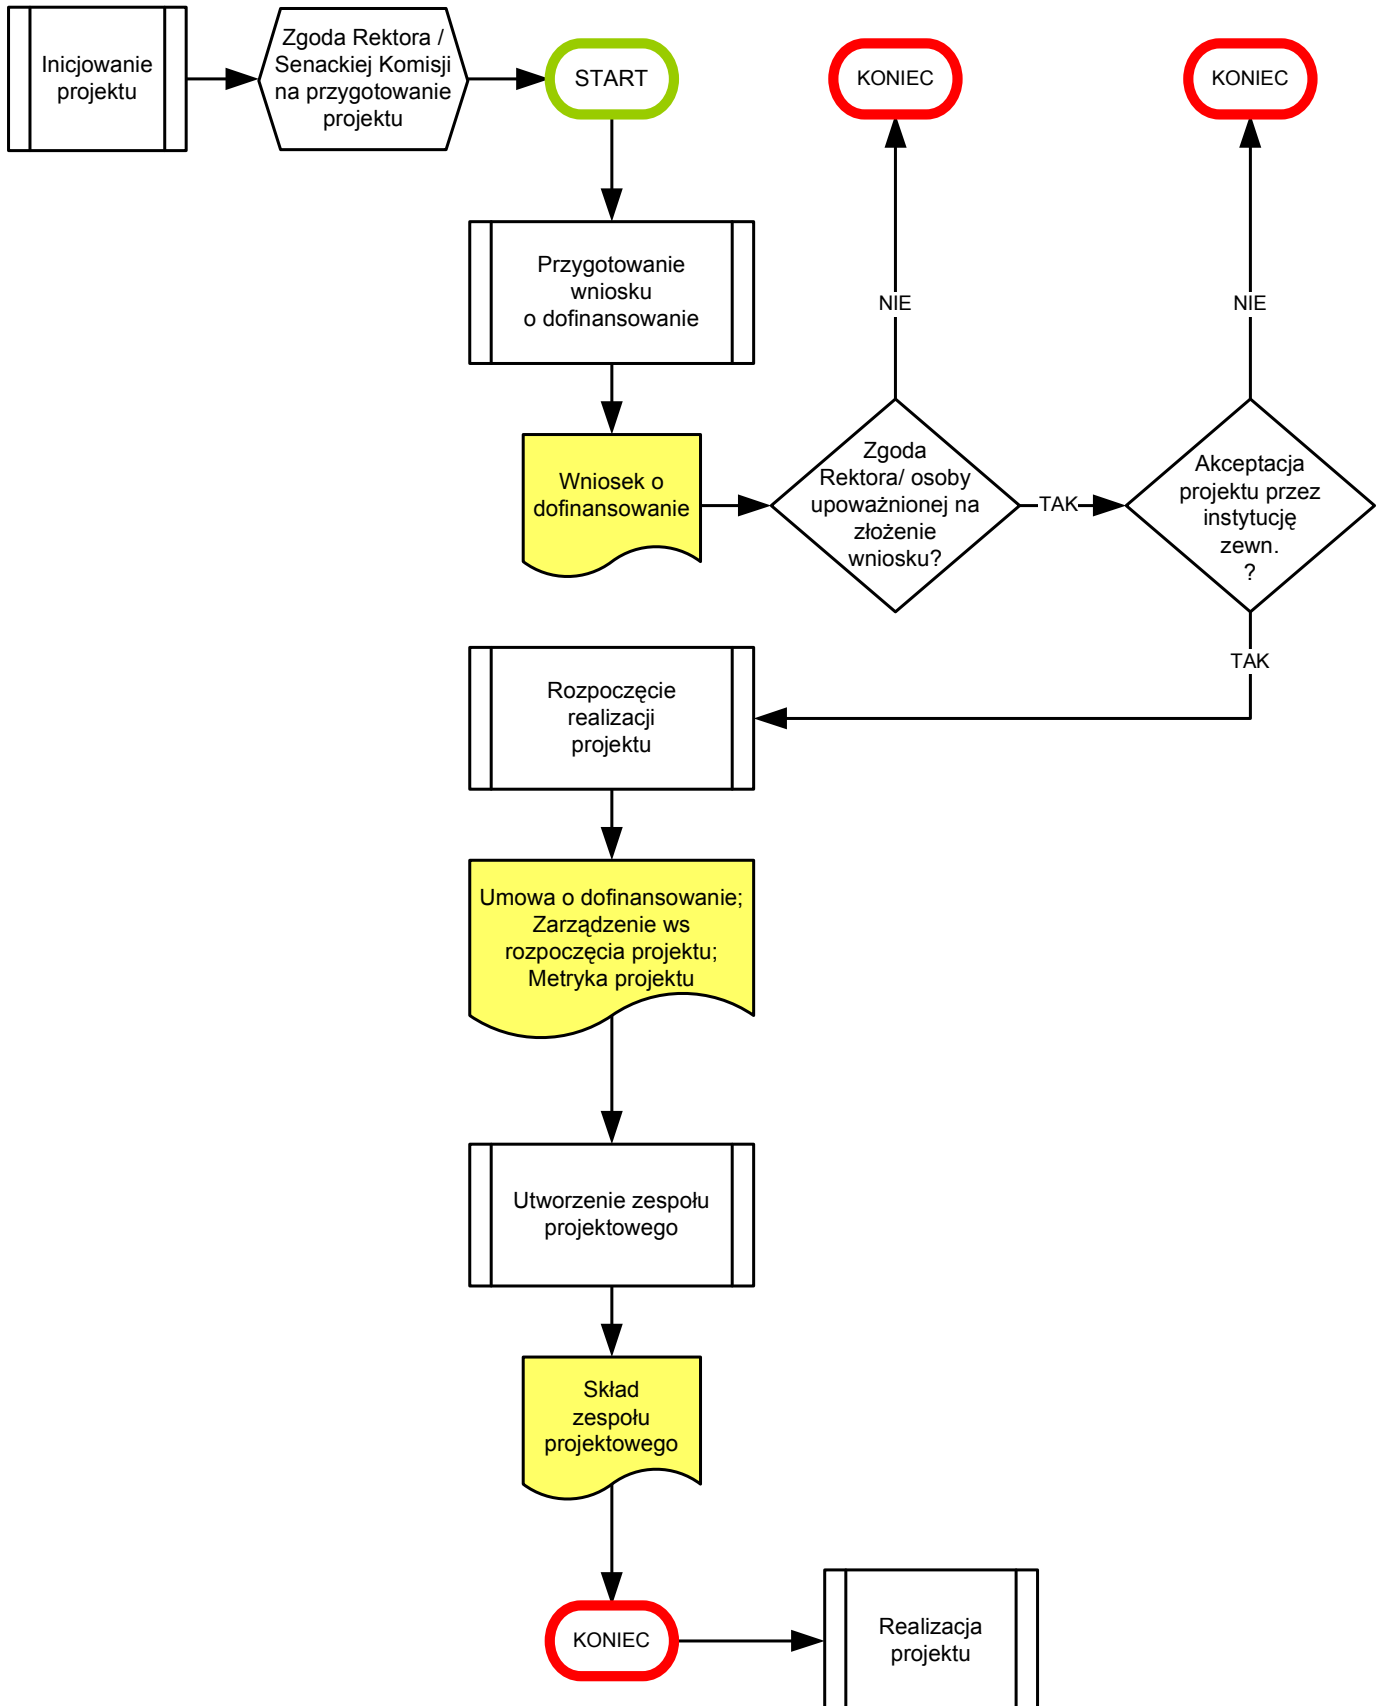 Inicjowanie
projektu
Zgoda Rektora /
Senackiej Komisji
na przygotowanie
projektu
START
KONIEC
KONIEC
Przygotowanie
wniosku
o dofinansowanie
NIE
NIE
Wniosek o
dofinansowanie
Zgoda
Rektora/ osoby
upoważnionej na
złożenie
wniosku?
TAK
Akceptacja
projektu przez
instytucję
zewn.
?
TAK
Rozpoczęcie
realizacji
projektu
Umowa o dofinansowanie;
Zarządzenie ws
rozpoczęcia projektu;
Metryka projektu
Utworzenie zespołu
projektowego
Skład
zespołu
projektowego
KONIEC
Realizacja
projektu